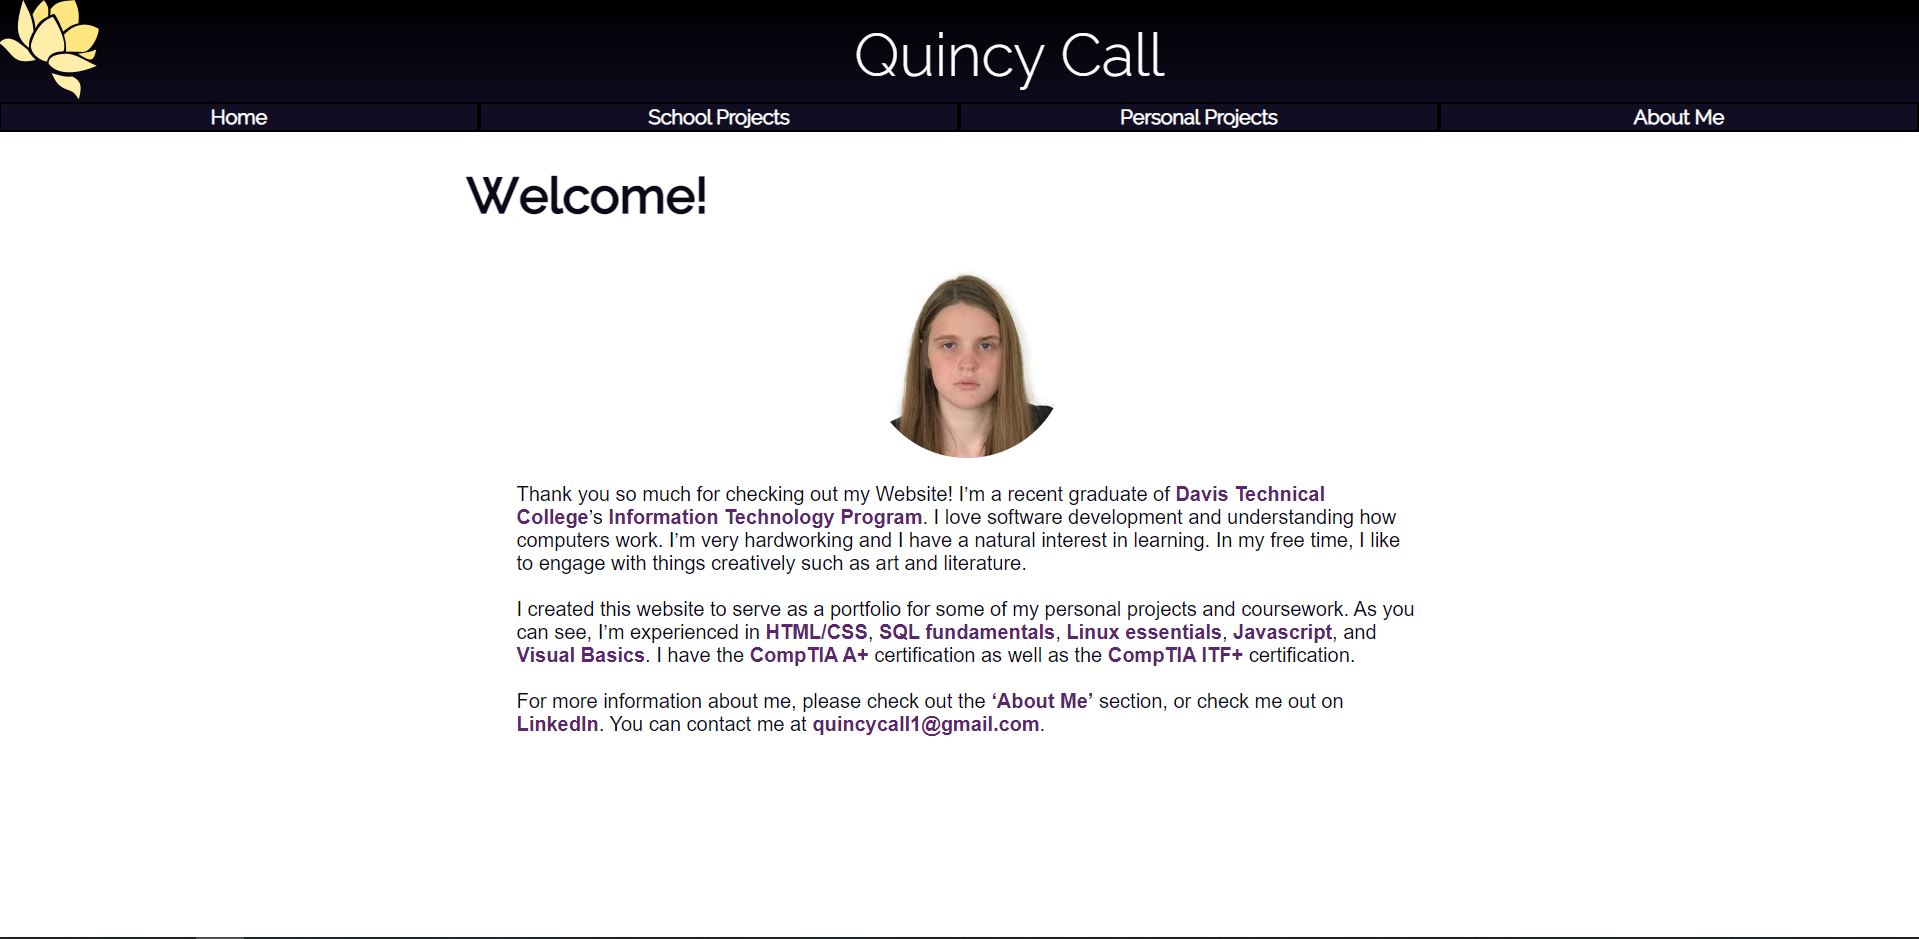 Quincy Call
Home
School Projects
Personal Projects
About Me
Welcome!
Thank you so much for checking out my Website! I’m a recent graduate of Davis Technical
College’s Information Technology Program. I love software development and understanding how
computers work. I’m very hardworking and I have a natural interest in learning. In my free time, I like
to engage with things creatively such as art and literature.
I created this website to serve as a portfolio for some of my personal projects and coursework. As you
can see, I’m experienced in HTML/CSS, SQL fundamentals, Linux essentials, Javascript, and
Visual Basics. I have the CompTIA A+ certification as well as the CompTIA ITF+ certification.
For more information about me, please check out the ‘About Me’ section, or check me out on
LinkedIn. You can contact me at quincycall1@gmail.com.